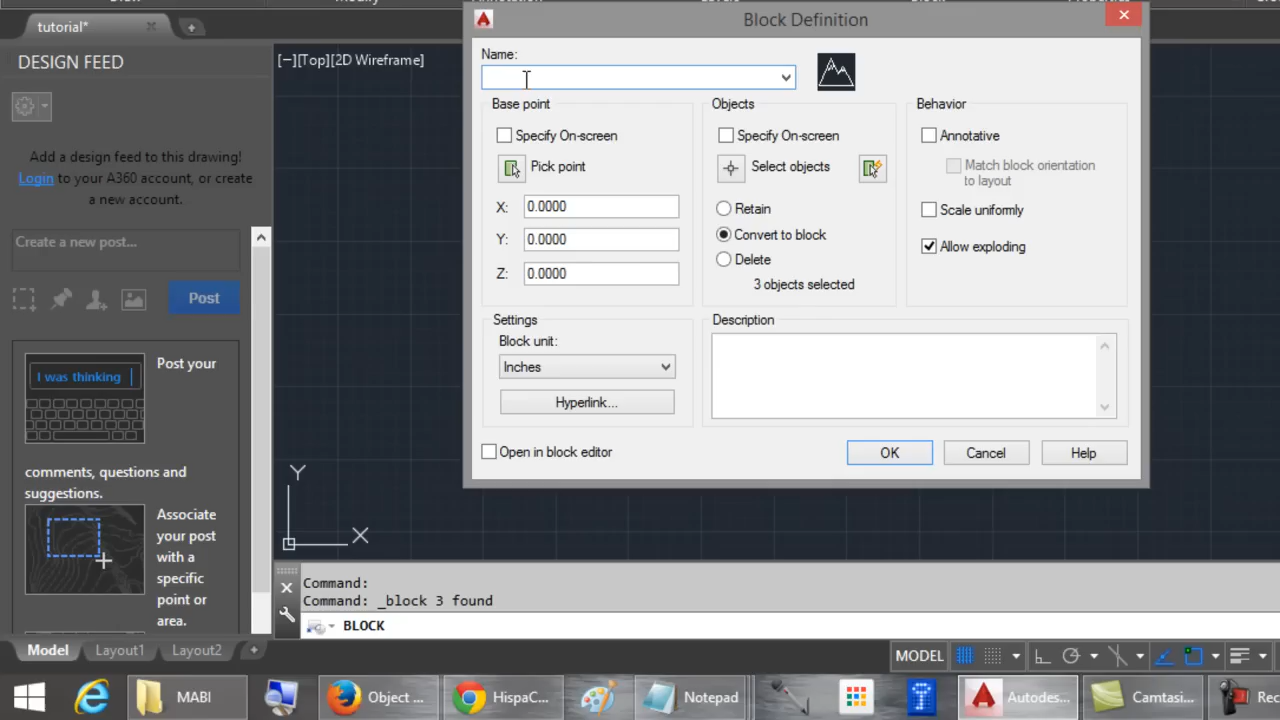 tutorial*
DESIGN FEED
Add a design feed to this drawing!
Login to your A360 account, or create
a new account.
Create a new post...
Post
I was thinking
Post your
comments, questions and
suggestions.
Associate
your post
with a
specific
point or
area.
[−][Top][2D Wireframe]
Block Definition
Name:
Base point
Specify On-screen
Pick point
X: 0.0000
Y: 0.0000
Z: 0.0000
Objects
Specify On-screen
Select objects
Retain
Convert to block
Delete
3 objects selected
Behavior
Annotative
Match block orientation
to layout
Scale uniformly
Allow exploding
Settings
Block unit:
Inches
Hyperlink...
Description
Open in block editor
OK
Cancel
Help
Y
X
Command:
Command: _block 3 found
BLOCK
Model
Layout1
Layout2
MODEL
MABI
Object ...
HispaC...
Notepad
Autodes...
Camtasi...
Rec